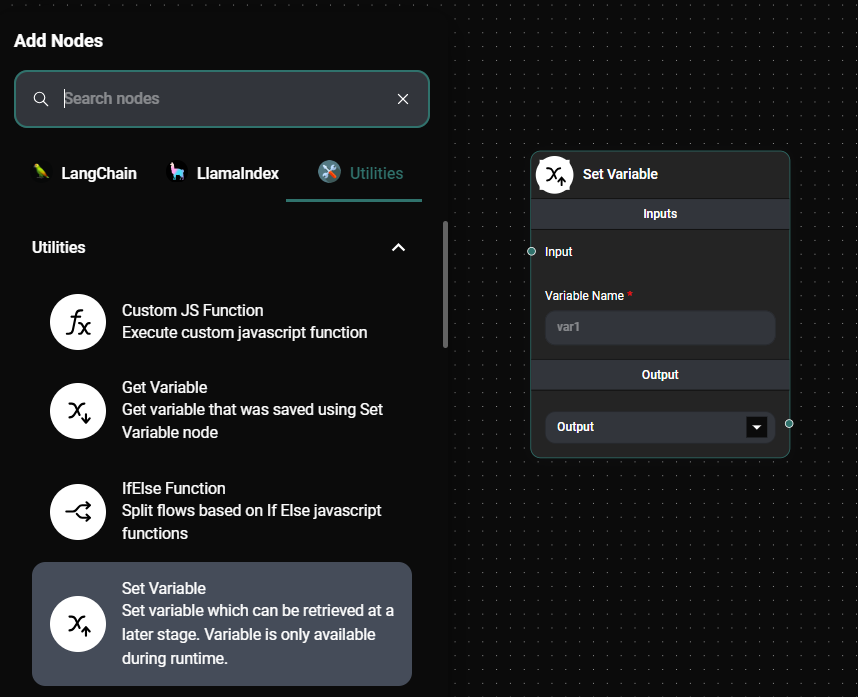 Add Nodes
Search nodes
LangChain
LlamaIndex
Utilities
Utilities
Custom JS Function
Execute custom javascript function
Get Variable
Get variable that was saved using Set
Variable node
IfElse Function
Split flows based on If Else javascript
functions
Set Variable
Set variable which can be retrieved at a
later stage. Variable is only available
during runtime.
Set Variable
Inputs
Input
Variable Name *
var1
Output
Output